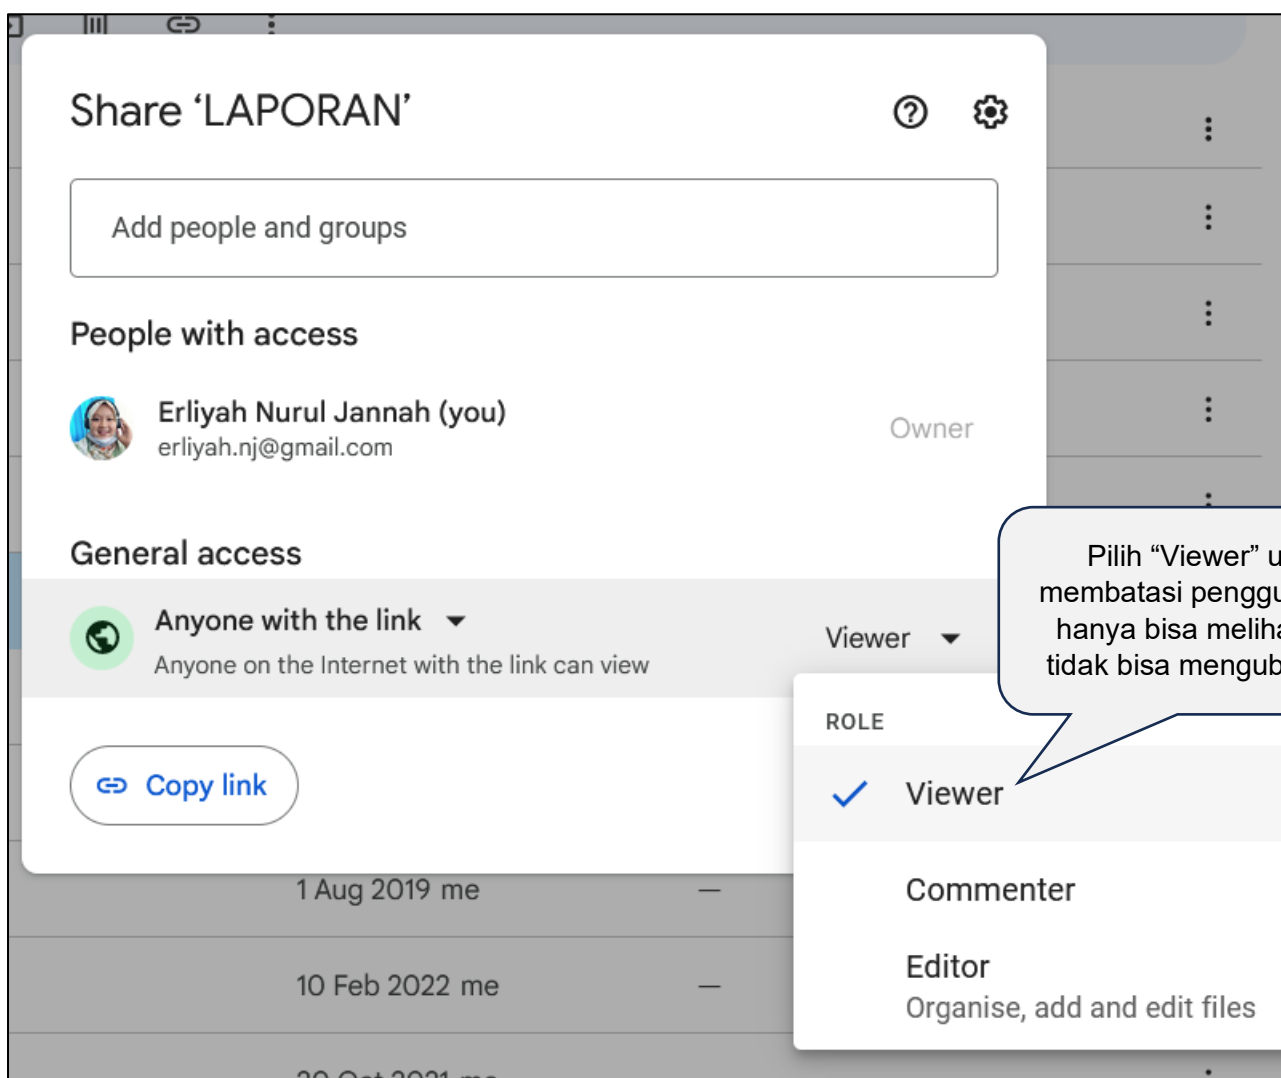 Share ‘LAPORAN’
Add people and groups
People with access
Erliyah Nurul Jannah (you)
erliyah.nj@gmail.com
Owner
General access
Anyone with the link
Anyone on the Internet with the link can view
Viewer
Pilih “Viewer”
membatasi
hanya bisa
tidak bisa
ROLE
Viewer
Copy link
Commenter
Editor
Organise, add and edit files
1 Aug 2019 me
—
10 Feb 2022 me
—